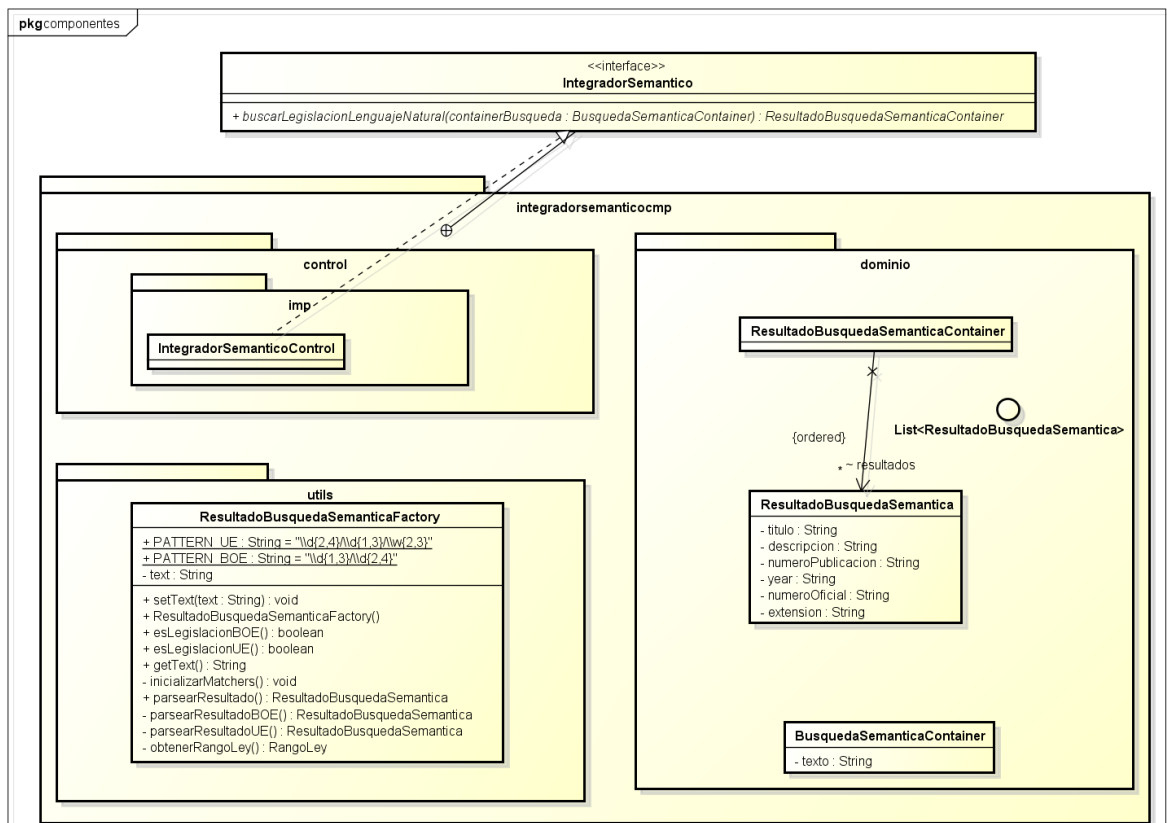 pkg componentes
<<interface>>
IntegradorSemantico
+ buscarLegislacionLenguajeNatural(containerBusqueda : BusquedaSemanticaContainer) : ResultadoBusquedaSemanticaContainer
integradorsemanticocmp
control
imp
IntegradorSemanticoControl
utils
ResultadoBusquedaSemanticaFactory
+ PATTERN_UE : String = "\\d{2,4}/\\d{1,3}/\\w{2,3}"
+ PATTERN_BOE : String = "\\d{1,3}/\\d{2,4}"
- text : String
+ setText(text : String) : void
+ ResultadoBusquedaSemanticaFactory()
+ esLegislacionBOE() : boolean
+ esLegislacionUE() : boolean
+ getText() : String
- inicializarMatchers() : void
+ parsearResultado() : ResultadoBusquedaSemantica
- parsearResultadoBOE() : ResultadoBusquedaSemantica
- parsearResultadoUE() : ResultadoBusquedaSemantica
- obtenerRangoLey() : RangoLey
dominio
ResultadoBusquedaSemanticaContainer
List<ResultadoBusquedaSemantica>
{ordered}
* ~ resultados
ResultadoBusquedaSemantica
- titulo : String
- descripcion : String
- numeroPublicacion : String
- year : String
- numeroOficial : String
- extension : String
BusquedaSemanticaContainer
- texto : String